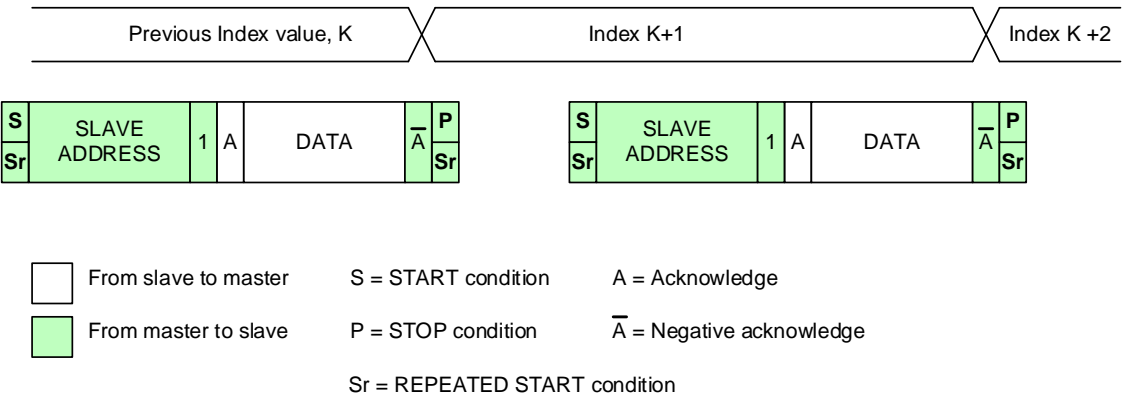 Previous Index value, K Index K+1 Index K +2
S SLAVE ADDRESS 1 A DATA A̅ P S SLAVE ADDRESS 1 A DATA A̅ P
Sr Sr Sr Sr
From slave to master S = START condition A = Acknowledge
From master to slave P = STOP condition A̅ = Negative acknowledge
Sr = REPEATED START condition